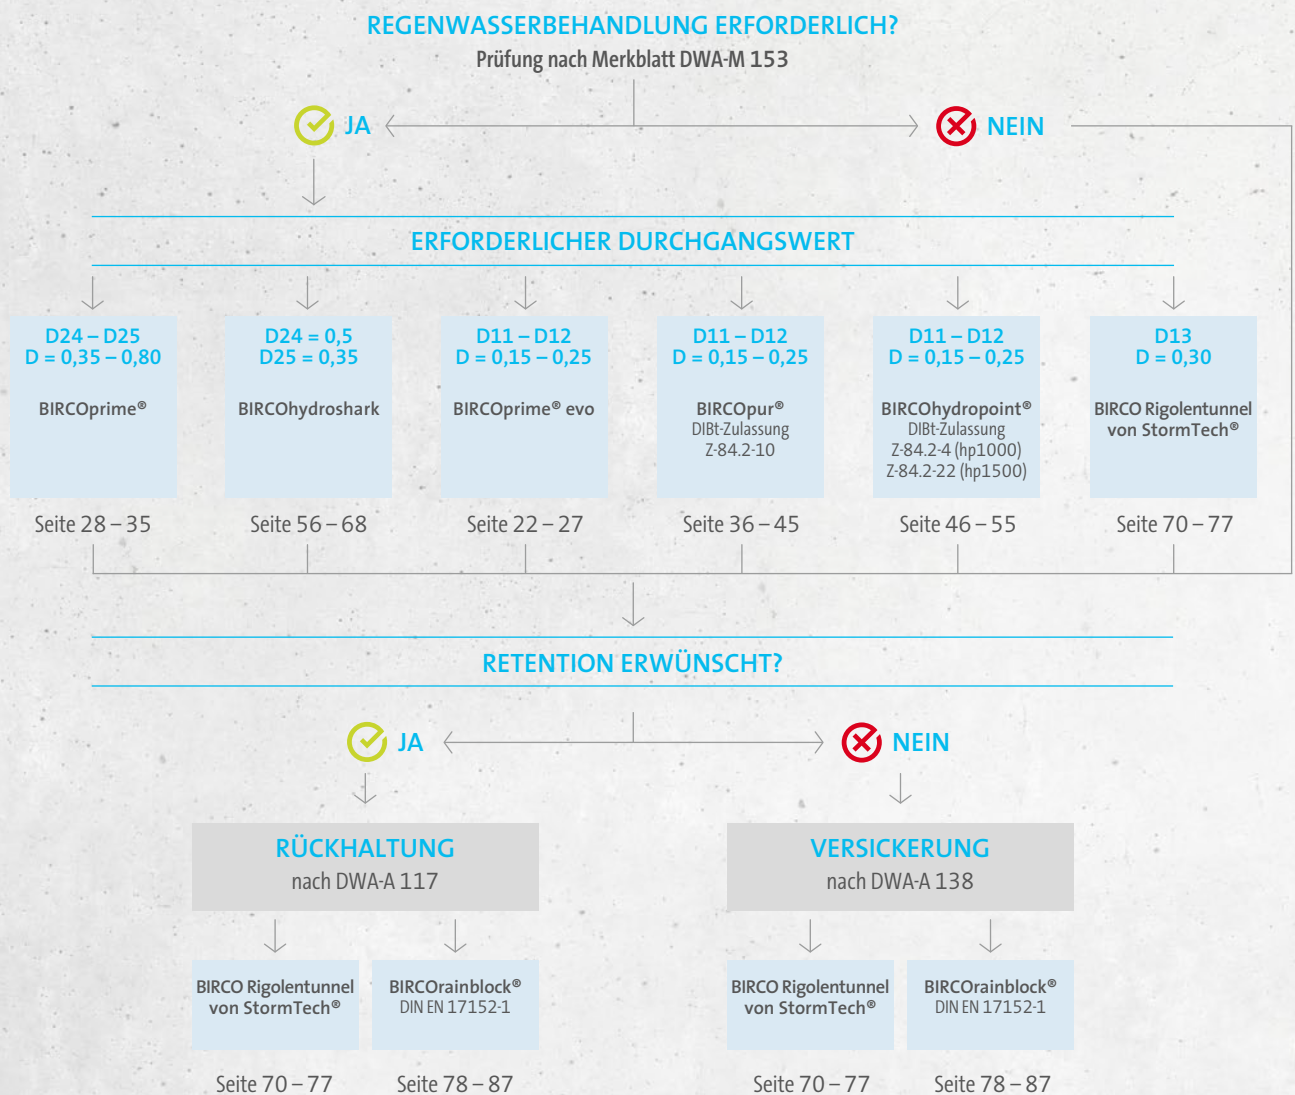 REGENWASSERBEHANDLUNG ERFORDERLICH?
Prüfung nach Merkblatt DWA-M 153
JA
NEIN
ERFORDERLICHER DURCHGANGSWERT
D24 – D25
D = 0,35 – 0,80
BIRCOprime®
Seite 28 – 35
D24 = 0,5
D25 = 0,35
BIRCOhydroshark
Seite 56 – 68
D11 – D12
D = 0,15 – 0,25
BIRCOprime® evo
Seite 22 – 27
D11 – D12
D = 0,15 – 0,25
BIRCOpur®
DIBt-Zulassung
Z-84.2-10
Seite 36 – 45
D11 – D12
D = 0,15 – 0,25
BIRCOhydropoint®
DIBt-Zulassung
Z-84.2-4 (hp1000)
Z-84.2-22 (hp1500)
Seite 46 – 55
D13
D = 0,30
BIRCO Rigolentunnel
von StormTech®
Seite 70 – 77
RETENTION ERWÜNSCHT?
JA
NEIN
RÜCKHALTUNG
nach DWA-A 117
BIRCO Rigolentunnel
von StormTech®
Seite 70 – 77
BIRCOrainblock®
DIN EN 17152-1
Seite 78 – 87
VERSICKERUNG
nach DWA-A 138
BIRCO Rigolentunnel
von StormTech®
Seite 70 – 77
BIRCOrainblock®
DIN EN 17152-1
Seite 78 – 87